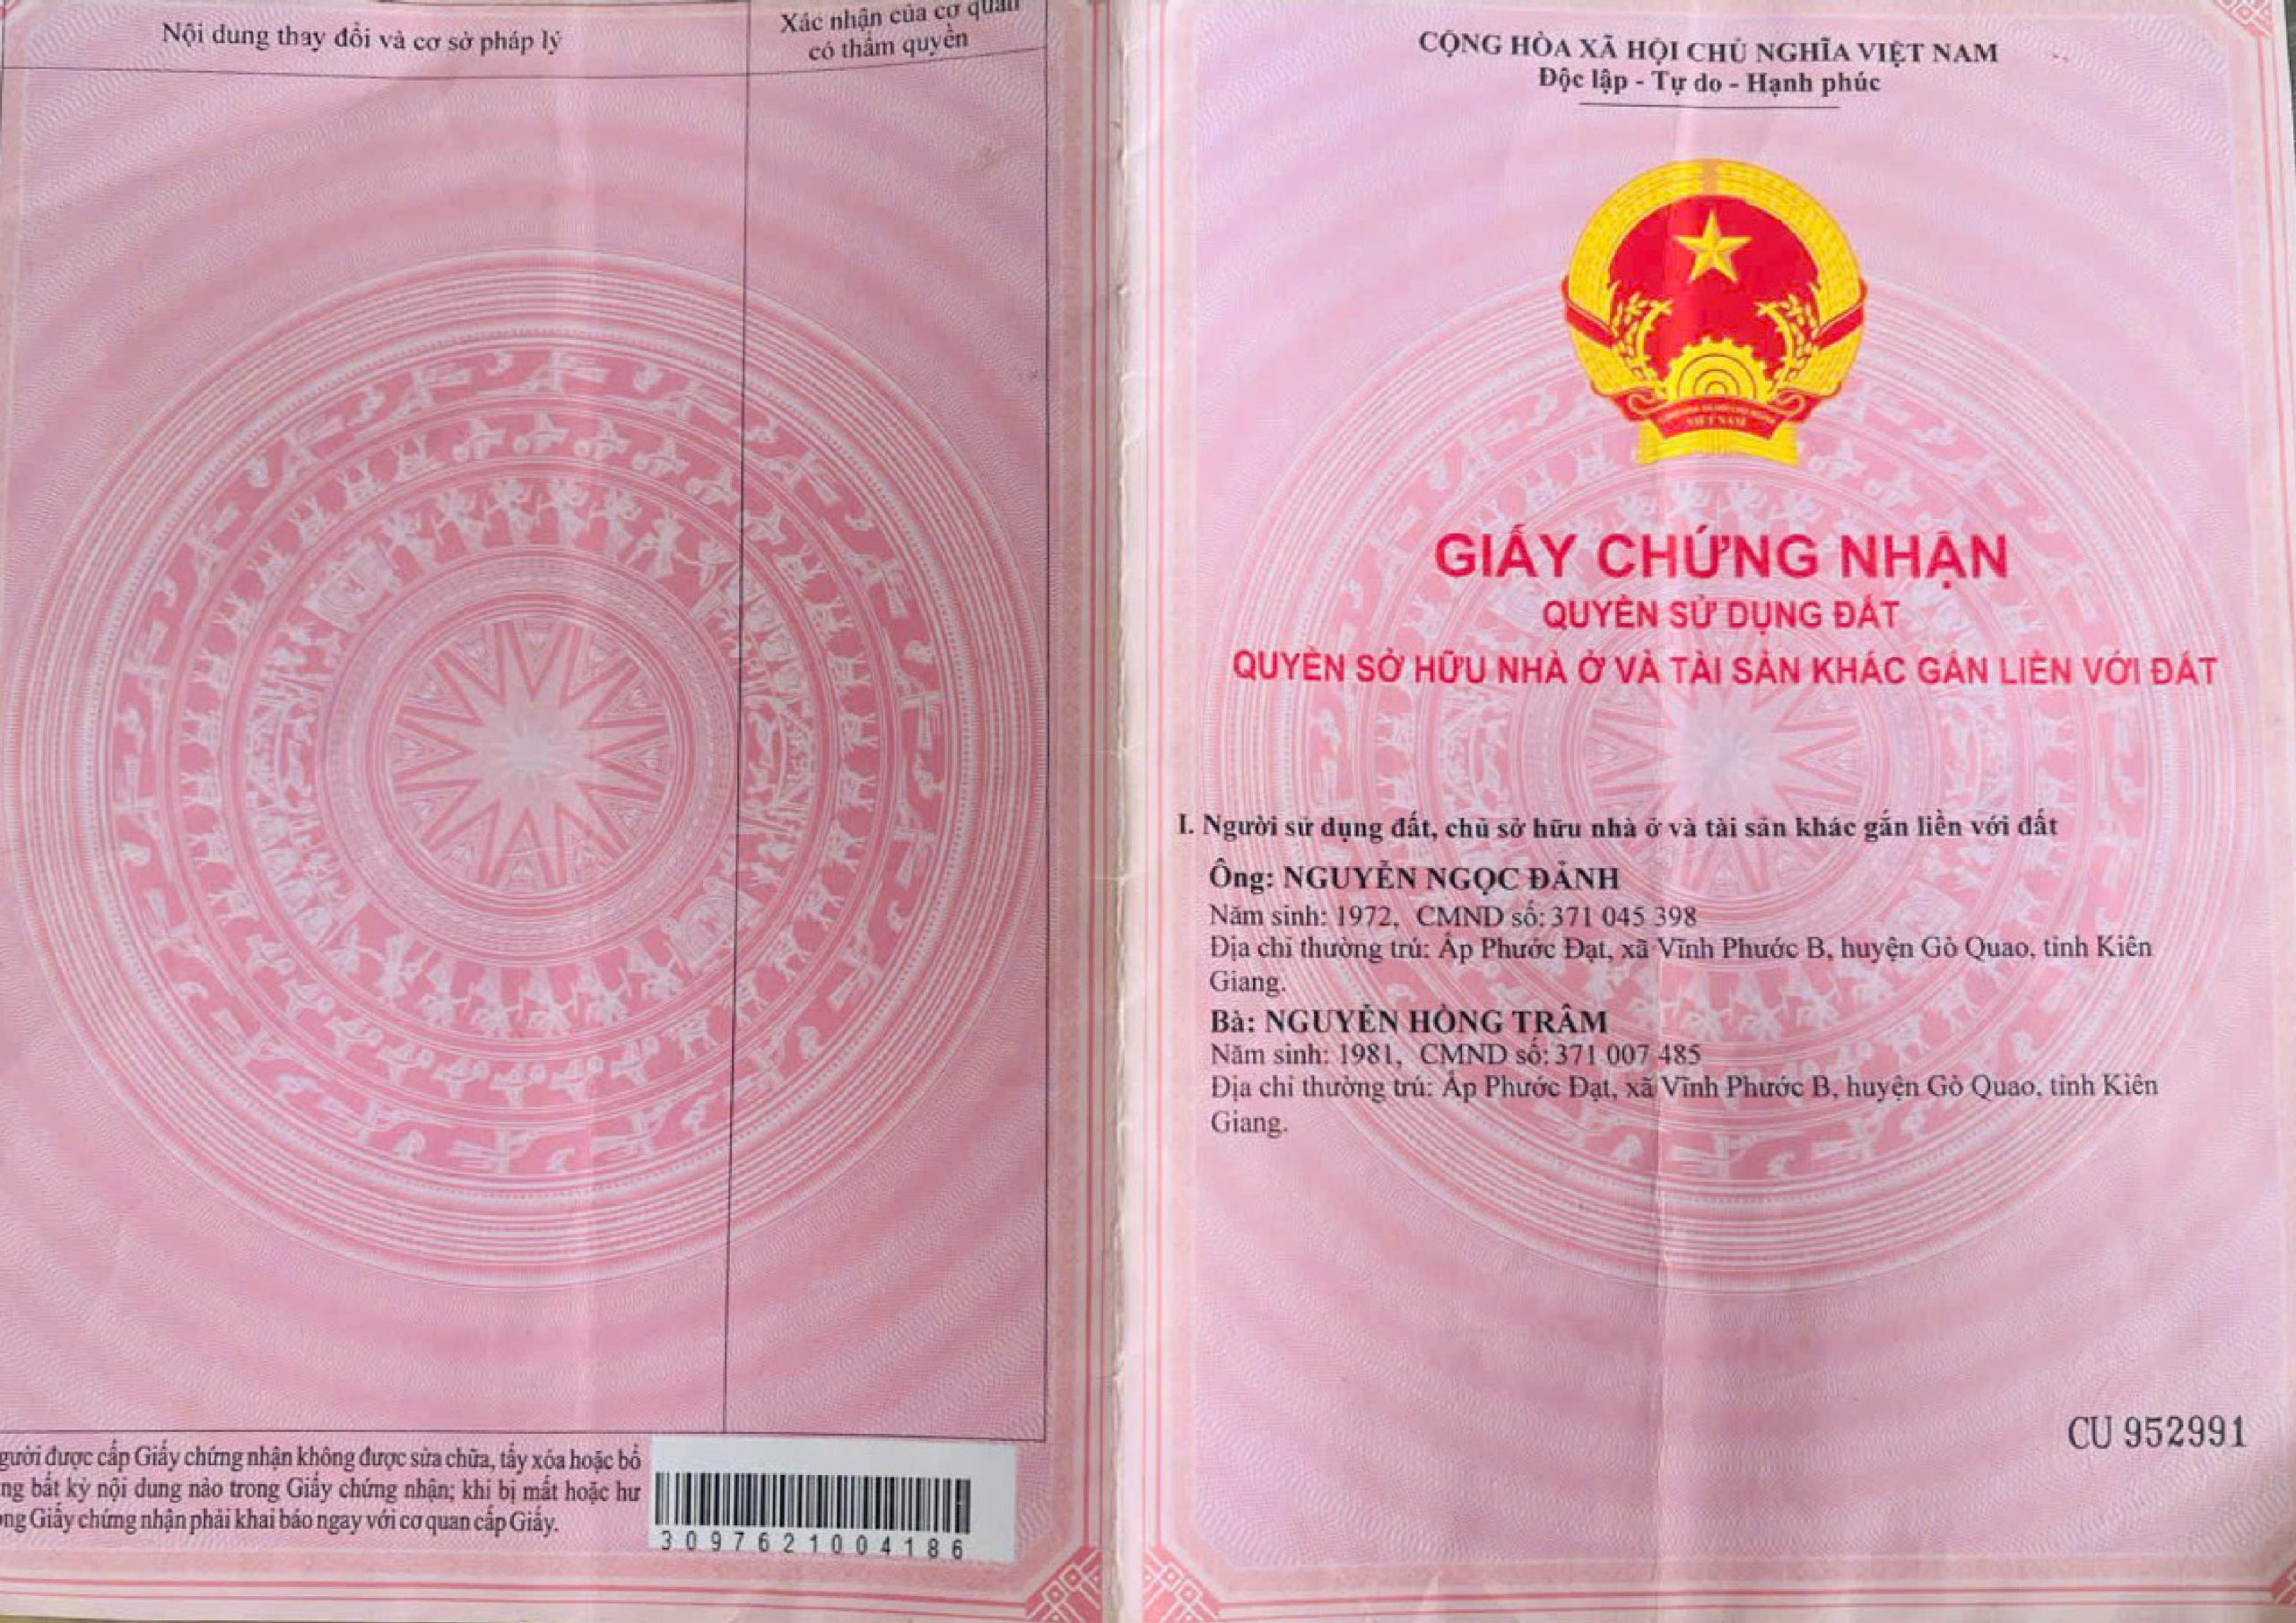 Nội dung thay đổi và cơ sở pháp lý
Xác nhận của cơ quan
có thẩm quyền
gười được cấp Giấy chứng nhận không được sửa chữa, tẩy xóa hoặc bổ
ng bất kỳ nội dung nào trong Giấy chứng nhận; khi bị mất hoặc hư
ng Giấy chứng nhận phải khai báo ngay với cơ quan cấp Giấy.
3097621004186
CỘNG HÒA XÃ HỘI CHỦ NGHĨA VIỆT NAM
Độc lập - Tự do - Hạnh phúc
VIỆT NAM
GIẤY CHỨNG NHẬN
QUYỀN SỬ DỤNG ĐẤT
QUYỀN SỞ HỮU NHÀ Ở VÀ TÀI SẢN KHÁC GẮN LIỀN VỚI ĐẤT
I. Người sử dụng đất, chủ sở hữu nhà ở và tài sản khác gắn liền với đất
Ông: NGUYỄN NGỌC ĐẢNH
Năm sinh: 1972, CMND số: 371 045 398
Địa chỉ thường trú: Ấp Phước Đạt, xã Vĩnh Phước B, huyện Gò Quao, tỉnh Kiên
Giang.
Bà: NGUYỄN HỒNG TRÂM
Năm sinh: 1981, CMND số: 371 007 485
Địa chỉ thường trú: Ấp Phước Đạt, xã Vĩnh Phước B, huyện Gò Quao, tỉnh Kiên
Giang.
CU 952991